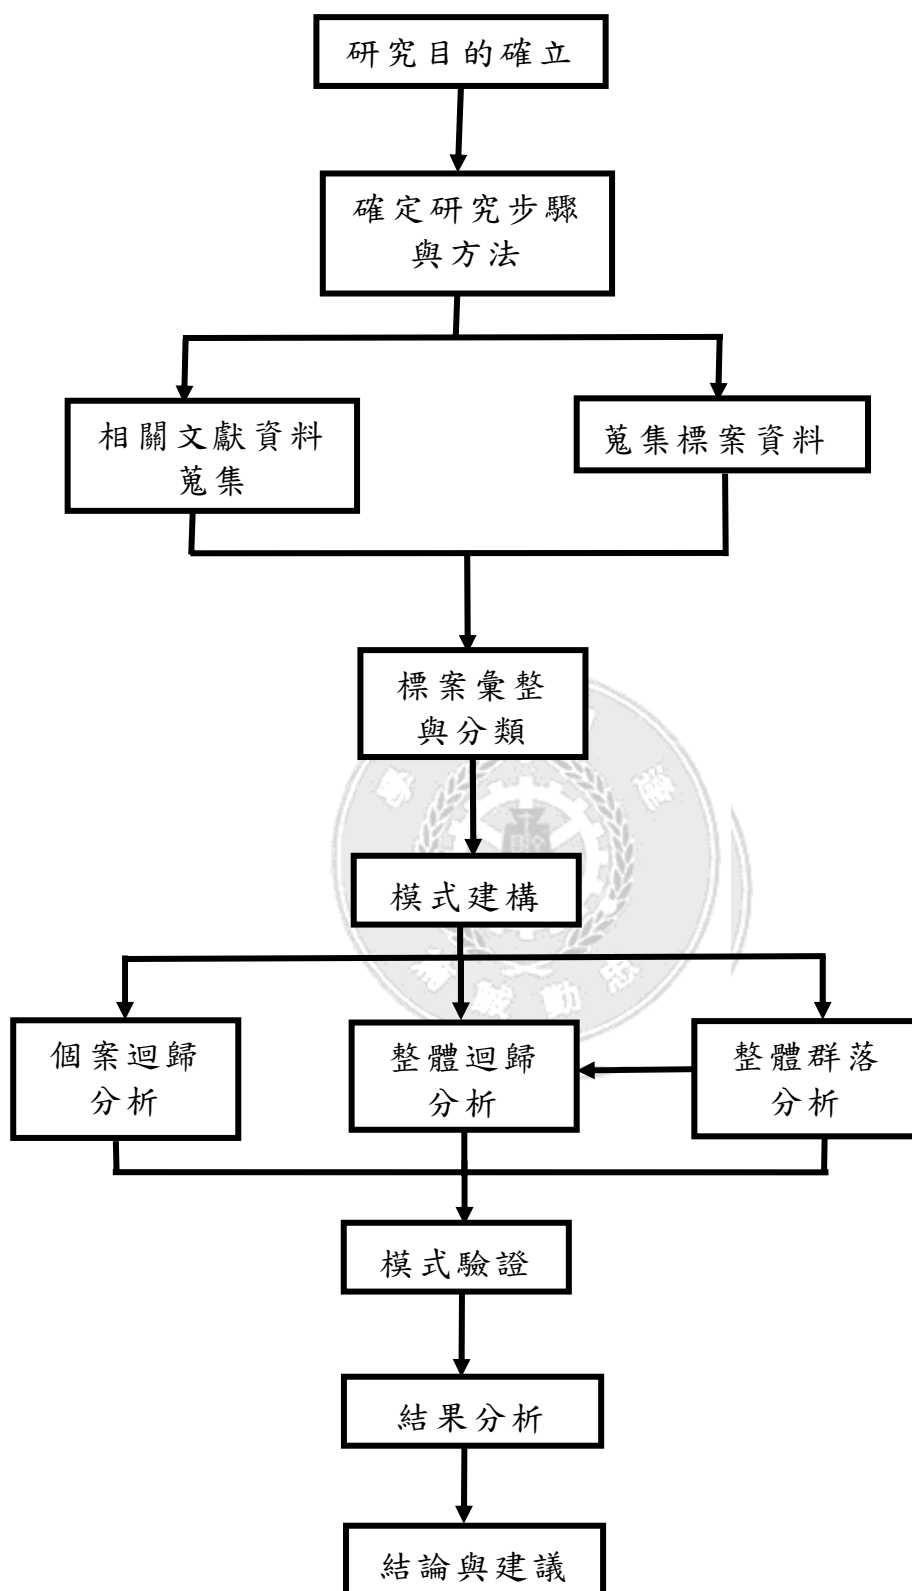 研究目的確立
確定研究步驟
與方法
相關文獻資料
蒐集
蒐集標案資料
標案彙整
與分類
模式建構
個案迴歸
分析
整體迴歸
分析
整體群落
分析
模式驗證
結果分析
結論與建議